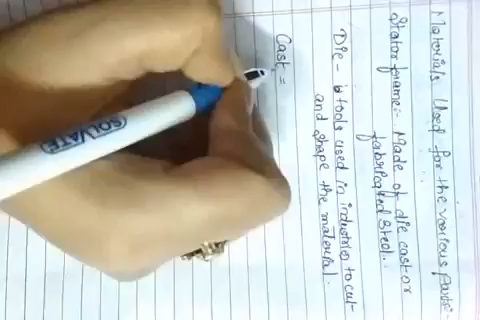 Materials Used for the various parts:-
Stator frame:- Made of die cast or
fabricated Steel.
Die - tools used in industries to cut
and shape the material.
Cast =
SOLVATE